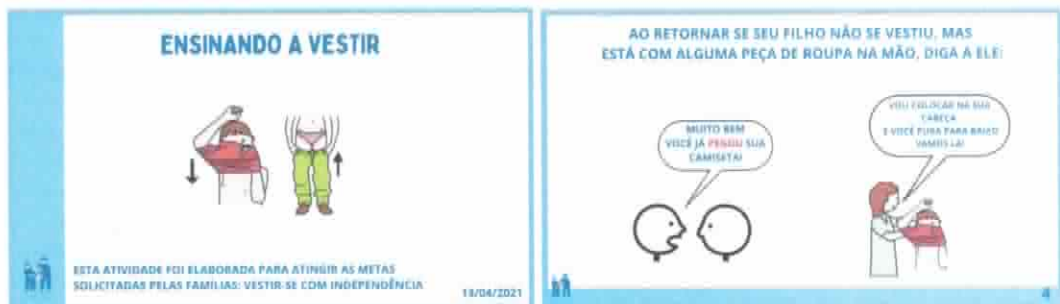 ENSINANDO A VESTIR
ESTA ATIVIDADE FOI ELABORADA PARA ATINGIR AS METAS
SOLICITADAS PELAS FAMÍLIAS: VESTIR-SE COM INDEPENDÊNCIA
18/04/2021
AO RETORNAR SE SEU FILHO NÃO SE VESTIU, MAS
ESTÁ COM ALGUMA PEÇA DE ROUPA NA MÃO, DIGA A ELE:
MUITO BEM
VOCÊ JÁ PEGOU SUA
CAMISETA!
VOU COLOCAR NA SUA
CABEÇA
E VOCÊ PUXA PARA BAIXO
VAMOS LÁ!